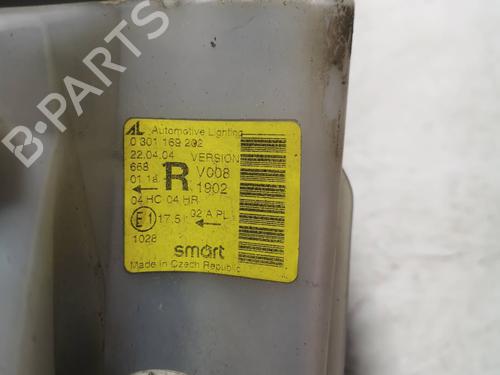 B-PARTS
AL Automotive Lighting
0 301 169 202
22.04.04 VERSION
668 R V008
01.1a 1902
04 HC 04 HR
E1 17.5 02 A PL
1028
smart
Made in Czech Republic